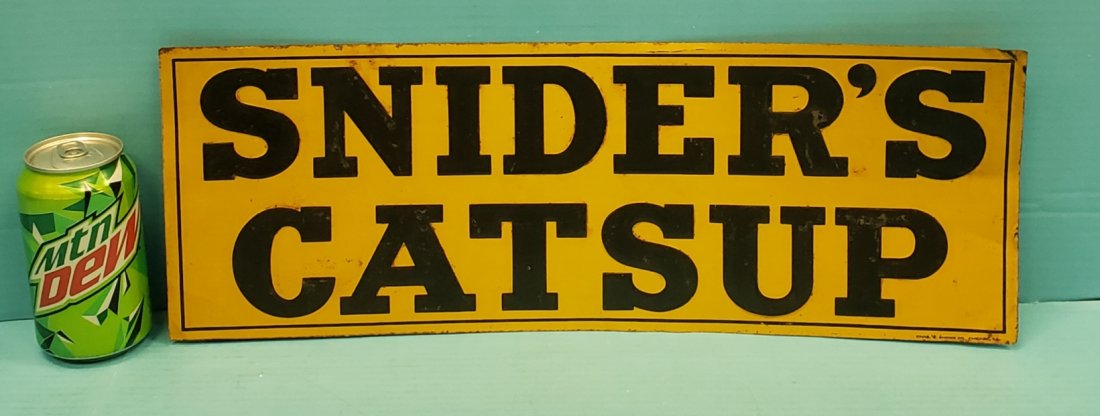 SNIDER'S
CATSUP
Mtn
DEW